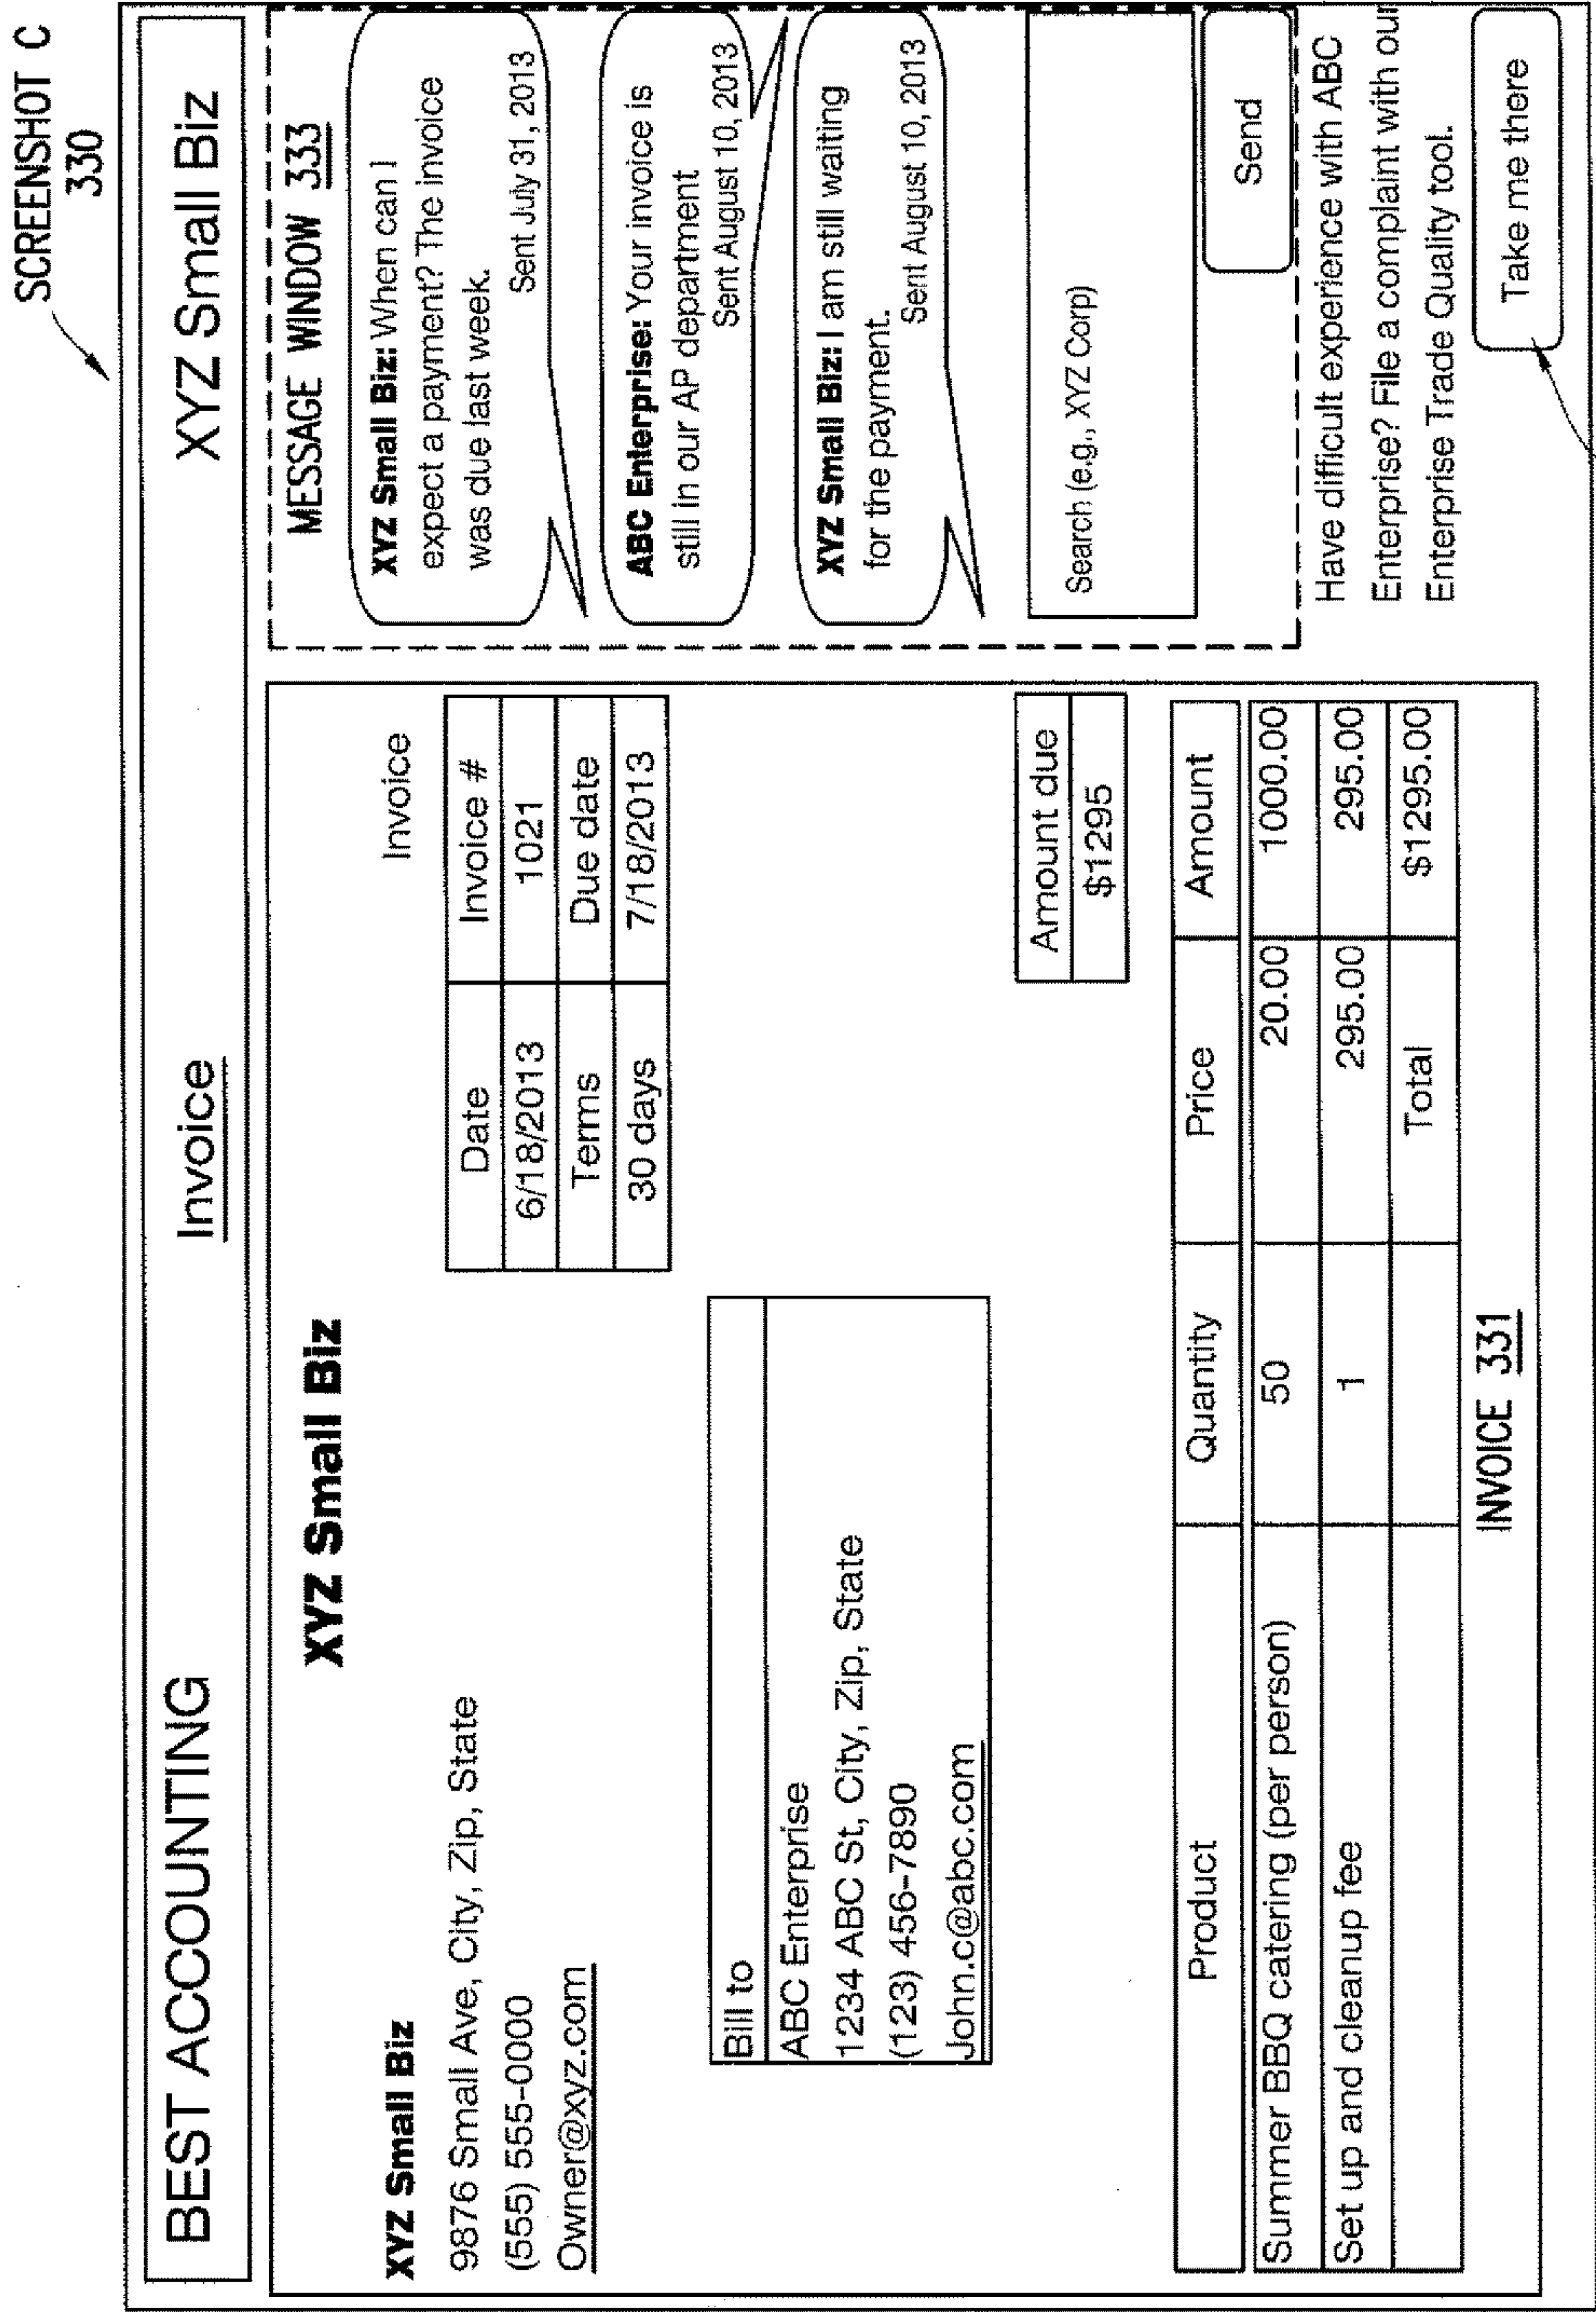 SCREENSHOT C
330
BEST ACCOUNTING
Invoice
XYZ Small Biz
XYZ Small Biz
XYZ Small Biz
9876 Small Ave, City, Zip, State
(555) 555-0000
Owner@xyz.com
Invoice
Date Invoice #
6/18/2013 1021
Terms Due date
30 days 7/18/2013
Bill to
ABC Enterprise
1234 ABC St, City, Zip, State
(123) 456-7890
John.c@abc.com
Amount due
$1295
Product Quantity Price Amount
Summer BBQ catering (per person) 50 20.00 1000.00
Set up and cleanup fee 1 295.00 295.00
Total $1295.00
INVOICE 331
MESSAGE WINDOW 333
XYZ Small Biz: When can I
expect a payment? The invoice
was due last week.
Sent July 31, 2013
ABC Enterprise: Your invoice is
still in our AP department
Sent August 10, 2013
XYZ Small Biz: I am still waiting
for the payment.
Sent August 10, 2013
Search (e.g., XYZ Corp)
Send
Have difficult experience with ABC
Enterprise? File a complaint with our
Enterprise Trade Quality tool.
Take me there